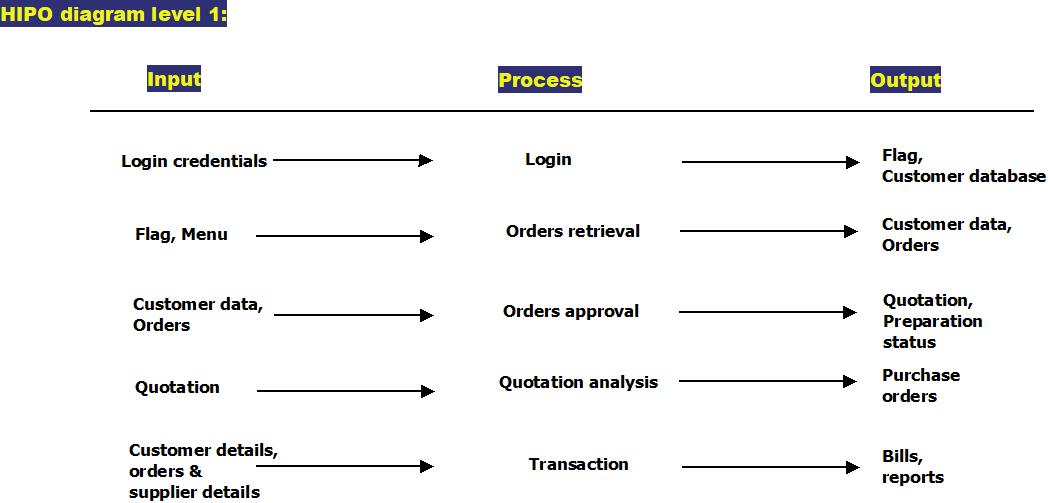 HIPO diagram level 1:
Input Process Output
Login credentials Login Flag,
Customer database
Flag, Menu Orders retrieval Customer data,
Orders
Customer data,
Orders
Orders approval
Quotation,
Preparation
status
Quotation Quotation analysis Purchase
orders
Customer details,
orders &
supplier details
Transaction
Bills,
reports